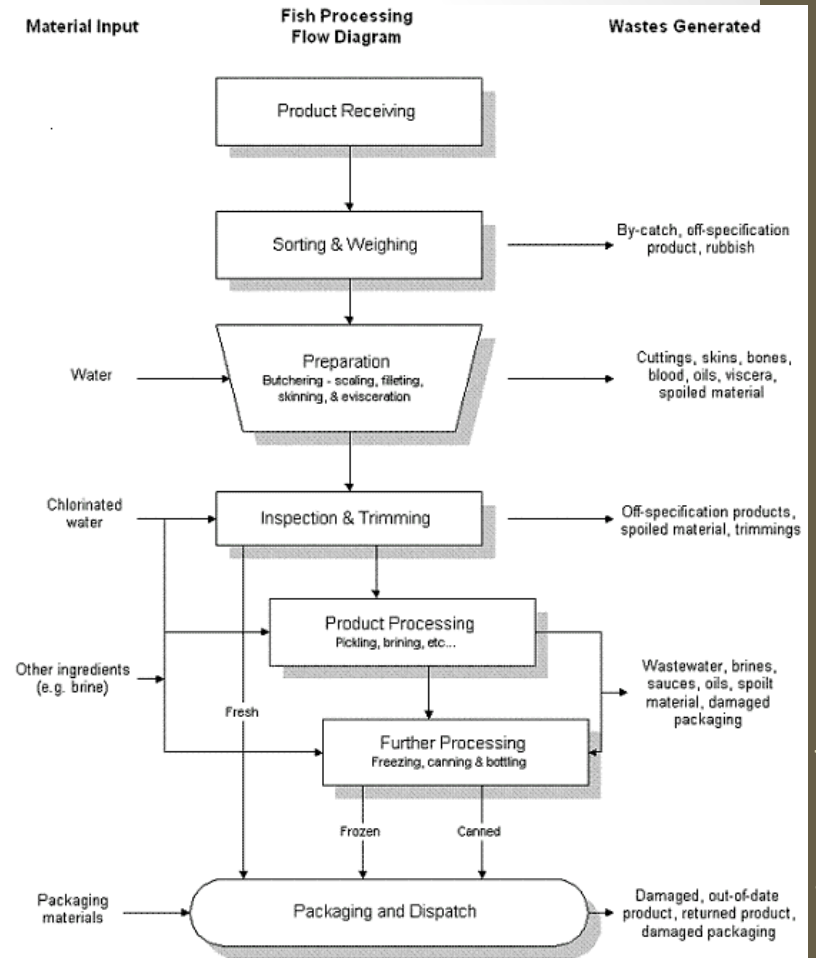 Material Input
Fish Processing
Flow Diagram
Wastes Generated
Product Receiving
Sorting & Weighing
By-catch, off-specification
product, rubbish
Water
Preparation
Butchering - scaling, filleting,
skinning, & evisceration
Cuttings, skins, bones,
blood, oils, viscera,
spoiled material
Chlorinated
water
Inspection & Trimming
Off-specification products,
spoiled material, trimmings
Product Processing
Pickling, brining, etc...
Other ingredients
(e.g. brine)
Wastewater, brines,
sauces, oils, spoilt
material, damaged
packaging
Fresh
Further Processing
Freezing, canning & bottling
Frozen
Canned
Packaging
materials
Packaging and Dispatch
Damaged, out-of-date
product, returned product,
damaged packaging